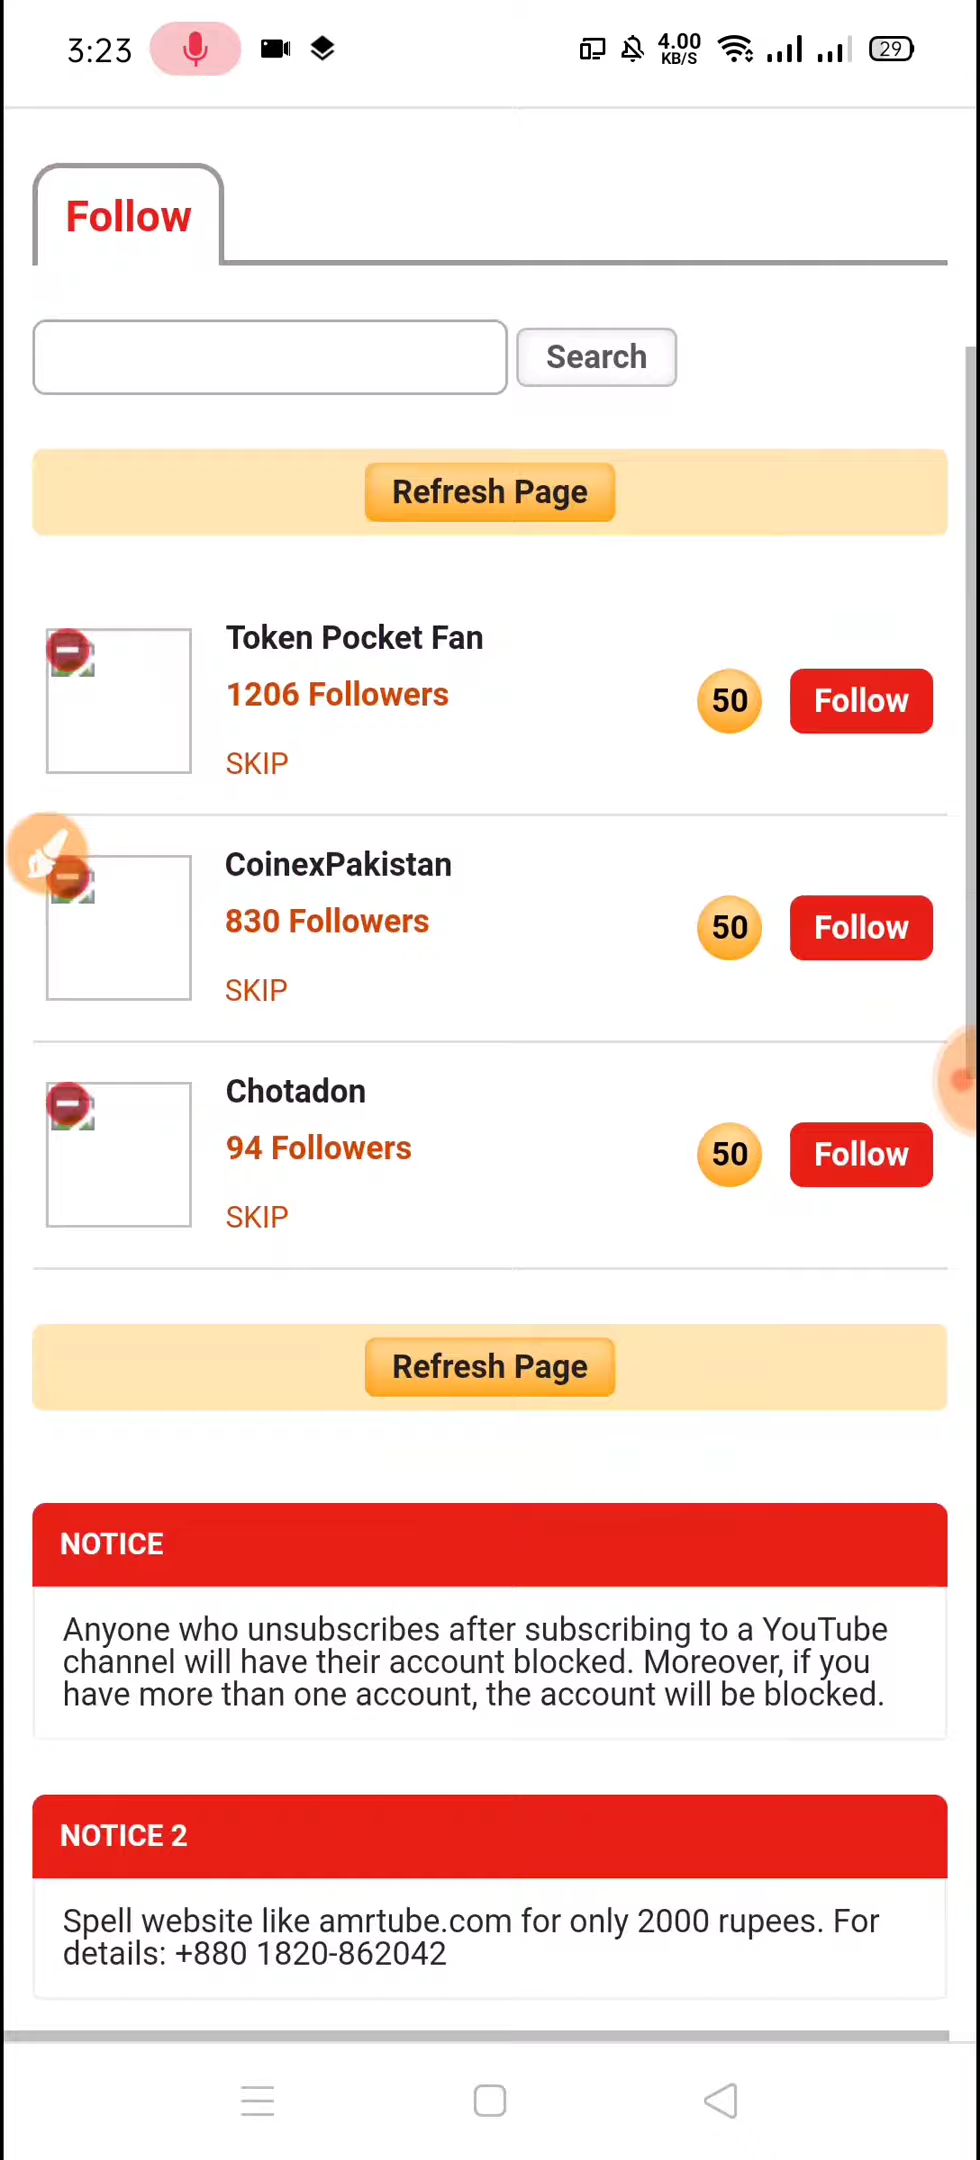 3:23
4.00
KB/S
29
Follow
Search
Refresh Page
Token Pocket Fan
1206 Followers
50
Follow
SKIP
CoinexPakistan
830 Followers
50
Follow
SKIP
Chotadon
94 Followers
50
Follow
SKIP
Refresh Page
NOTICE
Anyone who unsubscribes after subscribing to a YouTube
channel will have their account blocked. Moreover, if you
have more than one account, the account will be blocked.
NOTICE 2
Spell website like amrtube.com for only 2000 rupees. For
details: +880 1820-862042